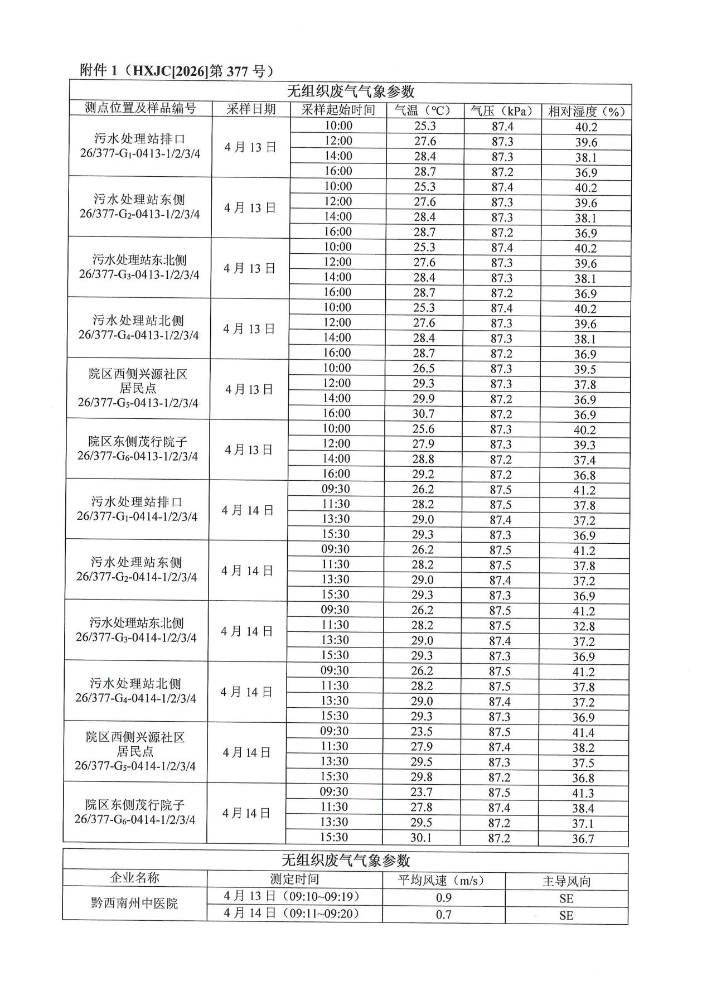 附件 1（HXJC[2026]第 377 号）
无组织废气气象参数
测点位置及样品编号 采样日期 采样起始时间 气温（℃） 气压（kPa） 相对湿度（%）
污水处理站排口
26/377-G₁-0413-1/2/3/4
4 月 13 日
10:00 25.3 87.4 40.2
12:00 27.6 87.3 39.6
14:00 28.4 87.3 38.1
16:00 28.7 87.2 36.9
污水处理站东侧
26/377-G₂-0413-1/2/3/4
4 月 13 日
10:00 25.3 87.4 40.2
12:00 27.6 87.3 39.6
14:00 28.4 87.3 38.1
16:00 28.7 87.2 36.9
污水处理站东北侧
26/377-G₃-0413-1/2/3/4
4 月 13 日
10:00 25.3 87.4 40.2
12:00 27.6 87.3 39.6
14:00 28.4 87.3 38.1
16:00 28.7 87.2 36.9
污水处理站北侧
26/377-G₄-0413-1/2/3/4
4 月 13 日
10:00 25.3 87.4 40.2
12:00 27.6 87.3 39.6
14:00 28.4 87.3 38.1
16:00 28.7 87.2 36.9
院区西侧兴源社区
居民点
26/377-G₅-0413-1/2/3/4
4 月 13 日
10:00 26.5 87.3 39.5
12:00 29.3 87.3 37.8
14:00 29.9 87.2 36.9
16:00 30.7 87.2 36.9
院区东侧茂行院子
26/377-G₆-0413-1/2/3/4
4 月 13 日
10:00 25.6 87.3 40.2
12:00 27.9 87.3 39.3
14:00 28.8 87.2 37.4
16:00 29.2 87.2 36.8
污水处理站排口
26/377-G₁-0414-1/2/3/4
4 月 14 日
09:30 26.2 87.5 41.2
11:30 28.2 87.5 37.8
13:30 29.0 87.4 37.2
15:30 29.3 87.3 36.9
污水处理站东侧
26/377-G₂-0414-1/2/3/4
4 月 14 日
09:30 26.2 87.5 41.2
11:30 28.2 87.5 37.8
13:30 29.0 87.4 37.2
15:30 29.3 87.3 36.9
污水处理站东北侧
26/377-G₃-0414-1/2/3/4
4 月 14 日
09:30 26.2 87.5 41.2
11:30 28.2 87.5 32.8
13:30 29.0 87.4 37.2
15:30 29.3 87.3 36.9
污水处理站北侧
26/377-G₄-0414-1/2/3/4
4 月 14 日
09:30 26.2 87.5 41.2
11:30 28.2 87.5 37.8
13:30 29.0 87.4 37.2
15:30 29.3 87.3 36.9
院区西侧兴源社区
居民点
26/377-G₅-0414-1/2/3/4
4 月 14 日
09:30 23.5 87.5 41.4
11:30 27.9 87.4 38.2
13:30 29.5 87.3 37.5
15:30 29.8 87.2 36.8
院区东侧茂行院子
26/377-G₆-0414-1/2/3/4
4 月 14 日
09:30 23.7 87.5 41.3
11:30 27.8 87.4 38.4
13:30 29.5 87.2 37.1
15:30 30.1 87.2 36.7
无组织废气气象参数
企业名称 测定时间 平均风速（m/s） 主导风向
黔西南州中医院
4 月 13 日（09:10~09:19） 0.9 SE
4 月 14 日（09:11~09:20） 0.7 SE